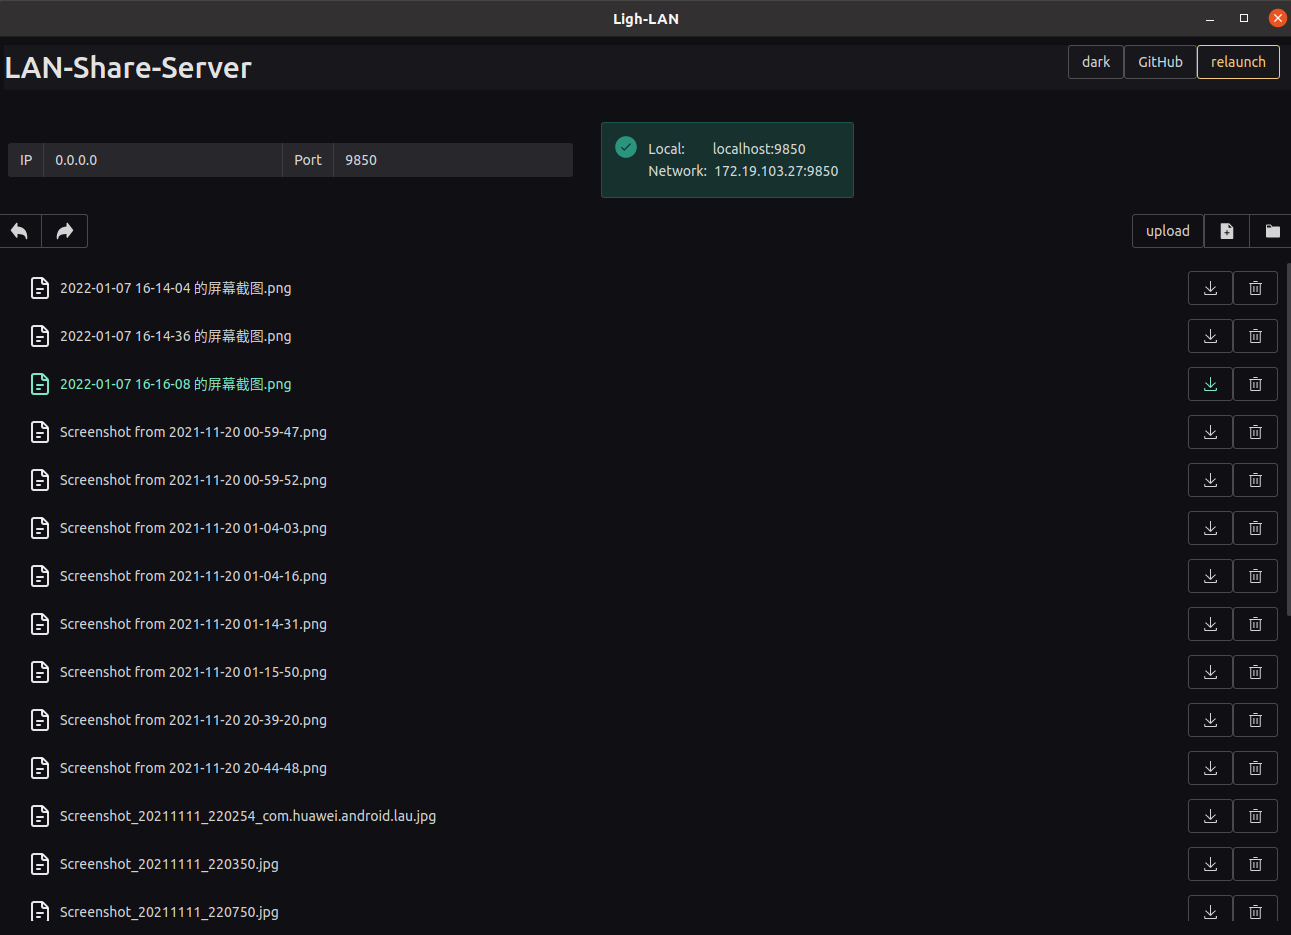 Ligh-LAN
LAN-Share-Server
dark GitHub relaunch
IP 0.0.0.0 Port 9850
Local: localhost:9850
Network: 172.19.103.27:9850
upload
2022-01-07 16-14-04 的屏幕截图.png
2022-01-07 16-14-36 的屏幕截图.png
2022-01-07 16-16-08 的屏幕截图.png
Screenshot from 2021-11-20 00-59-47.png
Screenshot from 2021-11-20 00-59-52.png
Screenshot from 2021-11-20 01-04-03.png
Screenshot from 2021-11-20 01-04-16.png
Screenshot from 2021-11-20 01-14-31.png
Screenshot from 2021-11-20 01-15-50.png
Screenshot from 2021-11-20 20-39-20.png
Screenshot from 2021-11-20 20-44-48.png
Screenshot_20211111_220254_com.huawei.android.lau.jpg
Screenshot_20211111_220350.jpg
Screenshot_20211111_220750.jpg